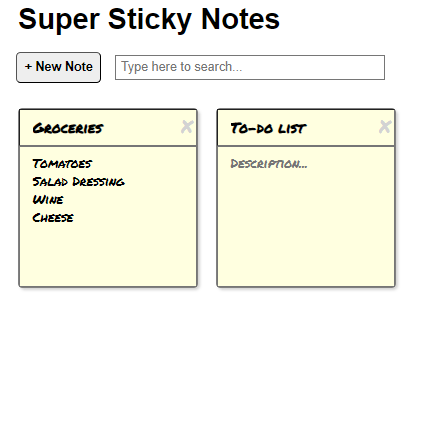 Super Sticky Notes
+ New Note
Type here to search...
Groceries
x
To-do list
x
Tomatoes
Salad Dressing
Wine
Cheese
Description...